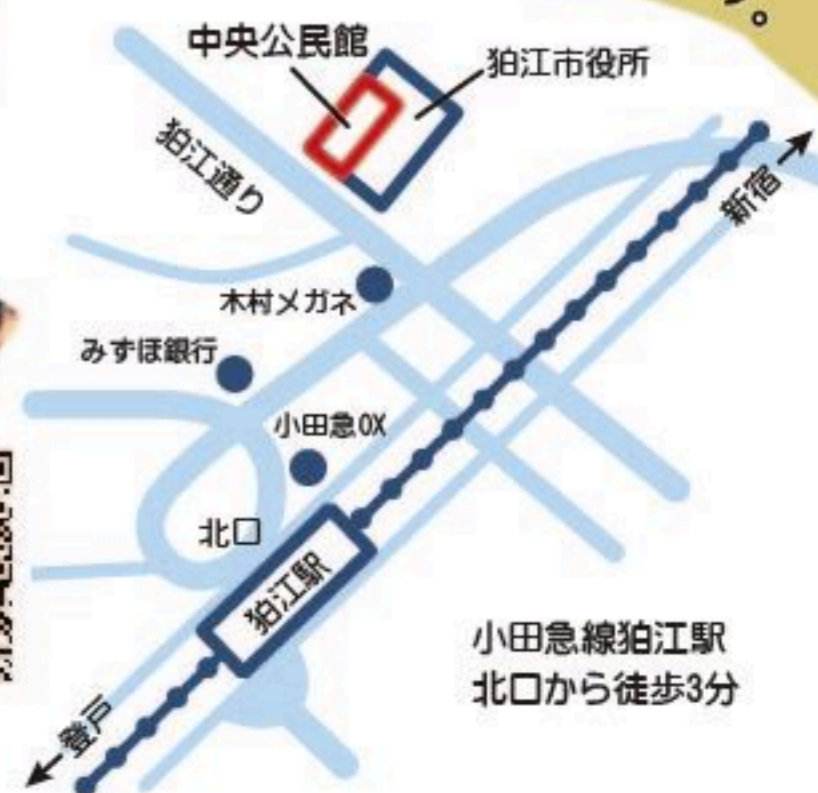 す。
中央公民館
狛江市役所
狛江通り
新宿
木村メガネ
みずほ銀行
小田急OX
北口
狛江駅
小田急線狛江駅
北口から徒歩3分
登戸